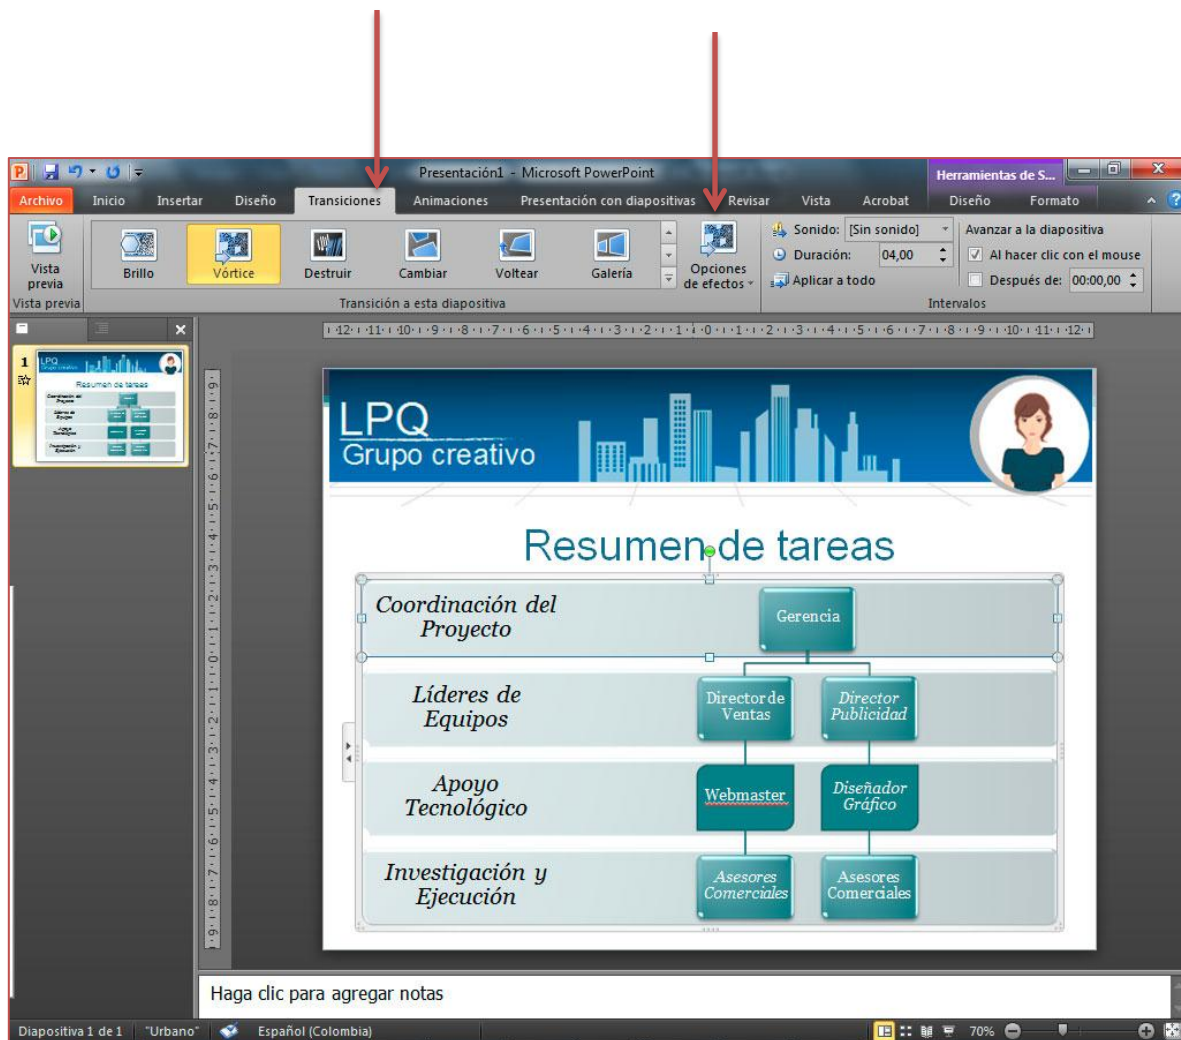 Presentación1 - Microsoft PowerPoint
Herramientas de S...
Archivo Inicio Insertar Diseño Transiciones Animaciones Presentación con diapositivas Revisar Vista Acrobat Diseño Formato
Vista previa
Brillo
Vórtice
Destruir
Cambiar
Voltear
Galería
Opciones de efectos
Sonido: [Sin sonido]
Duración: 04,00
Aplicar a todo
Avanzar a la diapositiva
Al hacer clic con el mouse
Después de: 00:00,00
Vista previa
Transición a esta diapositiva
Intervalos
1
LPQ
Grupo creativo
Resumen de tareas
Coordinación del
Proyecto
Gerencia
Líderes de
Equipos
Director de
Ventas
Director
Publicidad
Apoyo
Tecnológico
Webmaster
Diseñador
Gráfico
Investigación y
Ejecución
Asesores
Comerciales
Asesores
Comerciales
Haga clic para agregar notas
Diapositiva 1 de 1 "Urbano" Español (Colombia) 70%